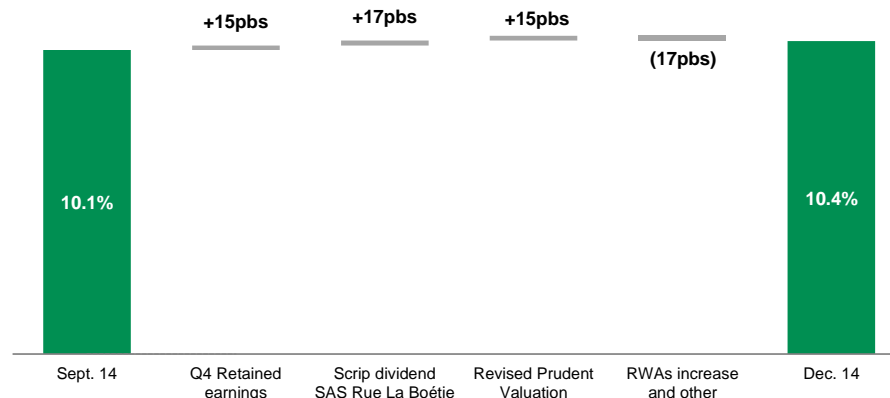 +15pbs
+17pbs
+15pbs
(17pbs)
10.1%
10.4%
Sept. 14
Q4 Retained
earnings
Scrip dividend
SAS Rue La Boétie
Revised Prudent
Valuation
RWAs increase
and other
Dec. 14